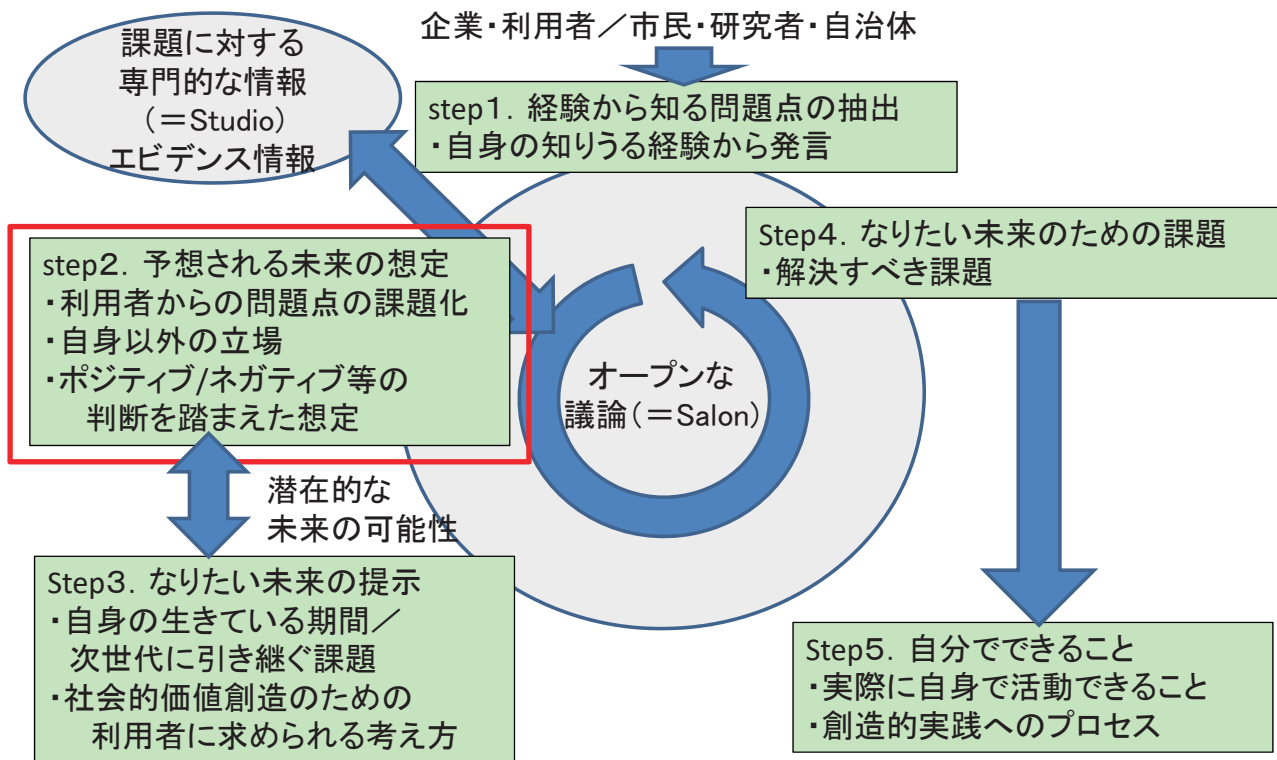 企業・利用者／市民・研究者・自治体
課題に対する
専門的な情報
（＝Studio）
エビデンス情報
step１．経験から知る問題点の抽出
・自身の知りうる経験から発言
step２．予想される未来の想定
・利用者からの問題点の課題化
・自身以外の立場
・ポジティブ/ネガティブ等の
判断を踏まえた想定
潜在的な
未来の可能性
Step３．なりたい未来の提示
・自身の生きている期間／
次世代に引き継ぐ課題
・社会的価値創造のための
利用者に求められる考え方
オープンな
議論（＝Salon）
Step４．なりたい未来のための課題
・解決すべき課題
Step５．自分でできること
・実際に自身で活動できること
・創造的実践へのプロセス